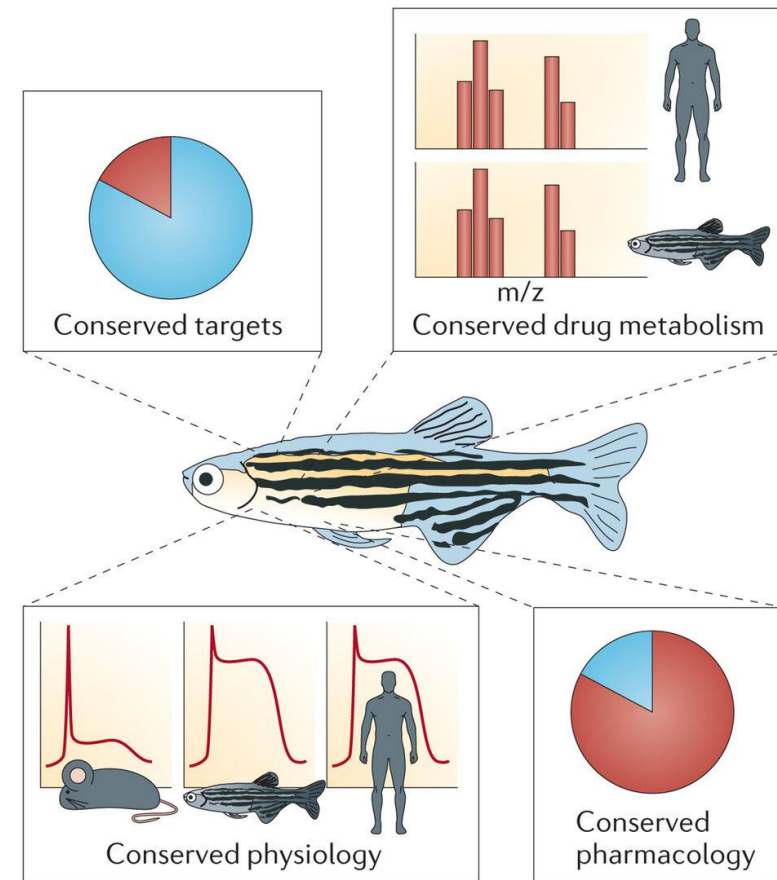 Conserved targets
m/z
Conserved drug metabolism
Conserved physiology
Conserved
pharmacology